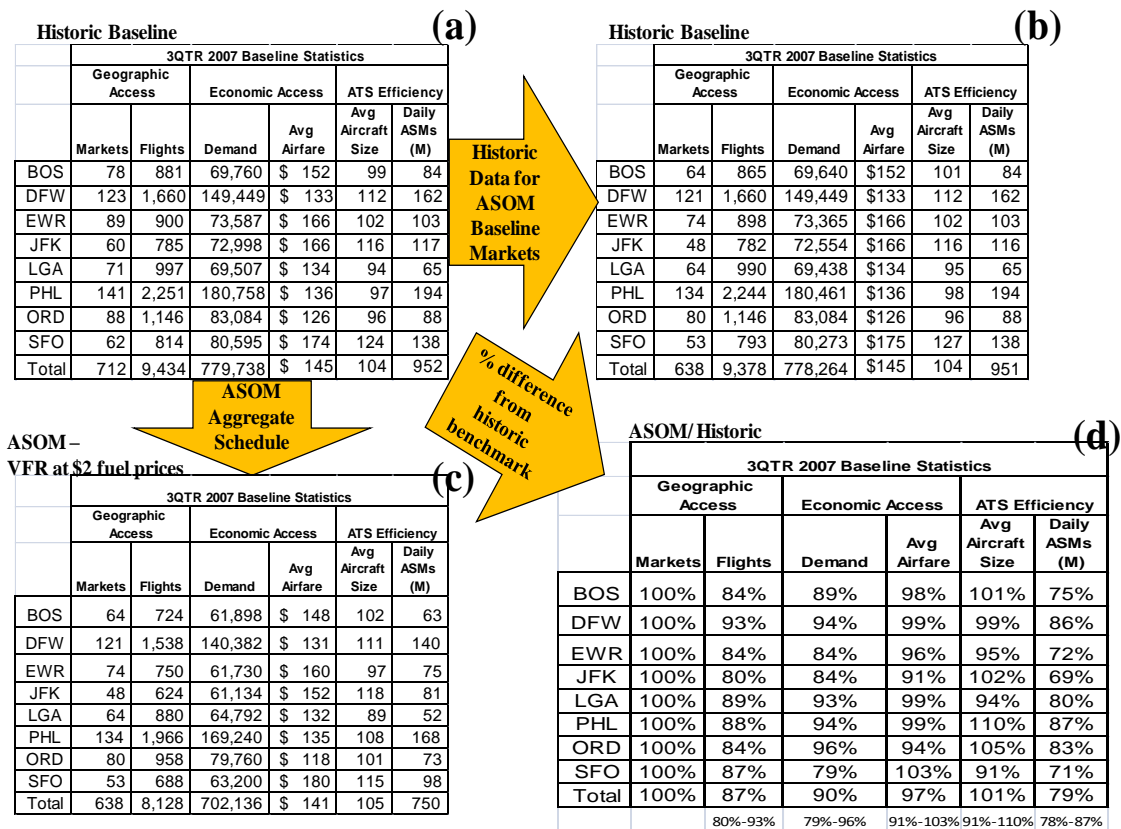 Historic Baseline
(a)
3QTR 2007 Baseline Statistics
Geographic Access Economic Access ATS Efficiency
Markets Flights Demand Avg Airfare Avg Aircraft Size Daily ASMs (M)
BOS 78 881 69,760 $ 152 99 84
DFW 123 1,660 149,449 $ 133 112 162
EWR 89 900 73,587 $ 166 102 103
JFK 60 785 72,998 $ 166 116 117
LGA 71 997 69,507 $ 134 94 65
PHL 141 2,251 180,758 $ 136 97 194
ORD 88 1,146 83,084 $ 126 96 88
SFO 62 814 80,595 $ 174 124 138
Total 712 9,434 779,738 $ 145 104 952
Historic
Data for
ASOM
Baseline
Markets
Historic Baseline
(b)
3QTR 2007 Baseline Statistics
Geographic Access Economic Access ATS Efficiency
Markets Flights Demand Avg Airfare Avg Aircraft Size Daily ASMs (M)
BOS 64 865 69,640 $152 101 84
DFW 121 1,660 149,449 $133 112 162
EWR 74 898 73,365 $166 102 103
JFK 48 782 72,554 $166 116 116
LGA 64 990 69,438 $134 95 65
PHL 134 2,244 180,461 $136 98 194
ORD 80 1,146 83,084 $126 96 88
SFO 53 793 80,273 $175 127 138
Total 638 9,378 778,264 $145 104 951
ASOM
Aggregate
Schedule
% difference
from
historic
benchmark
ASOM –
VFR at $2 fuel prices
(c)
3QTR 2007 Baseline Statistics
Geographic Access Economic Access ATS Efficiency
Markets Flights Demand Avg Airfare Avg Aircraft Size Daily ASMs (M)
BOS 64 724 61,898 $ 148 102 63
DFW 121 1,538 140,382 $ 131 111 140
EWR 74 750 61,730 $ 160 97 75
JFK 48 624 61,134 $ 152 118 81
LGA 64 880 64,792 $ 132 89 52
PHL 134 1,966 169,240 $ 135 108 168
ORD 80 958 79,760 $ 118 101 73
SFO 53 688 63,200 $ 180 115 98
Total 638 8,128 702,136 $ 141 105 750
ASOM/ Historic
(d)
3QTR 2007 Baseline Statistics
Geographic Access Economic Access ATS Efficiency
Markets Flights Demand Avg Airfare Avg Aircraft Size Daily ASMs (M)
BOS 100% 84% 89% 98% 101% 75%
DFW 100% 93% 94% 99% 99% 86%
EWR 100% 84% 84% 96% 95% 72%
JFK 100% 80% 84% 91% 102% 69%
LGA 100% 89% 93% 99% 94% 80%
PHL 100% 88% 94% 99% 110% 87%
ORD 100% 84% 96% 94% 105% 83%
SFO 100% 87% 79% 103% 91% 71%
Total 100% 87% 90% 97% 101% 79%
80%-93% 79%-96% 91%-103% 91%-110% 78%-87%